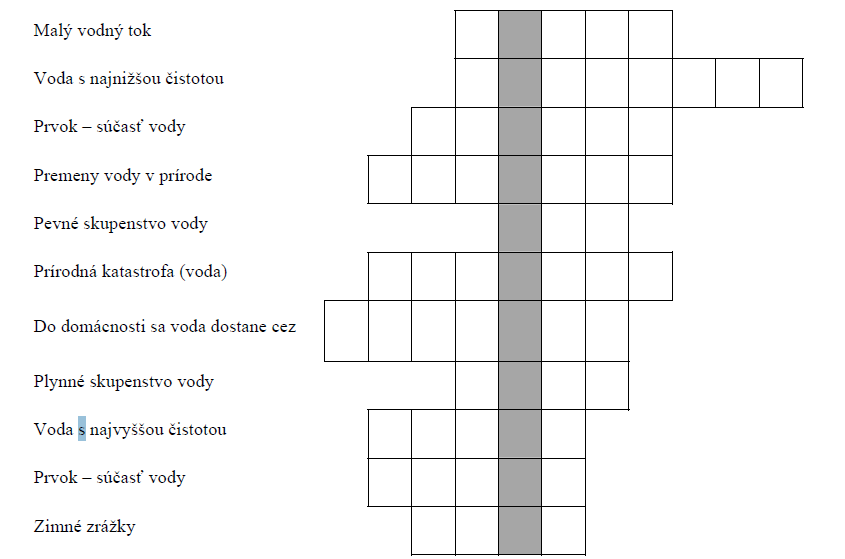 Malý vodný tok
Voda s najnižšou čistotou
Prvok – súčasť vody
Premeny vody v prírode
Pevné skupenstvo vody
Prírodná katastrofa (voda)
Do domácnosti sa voda dostane cez
Plynné skupenstvo vody
Voda s najvyššou čistotou
Prvok – súčasť vody
Zimné zrážky